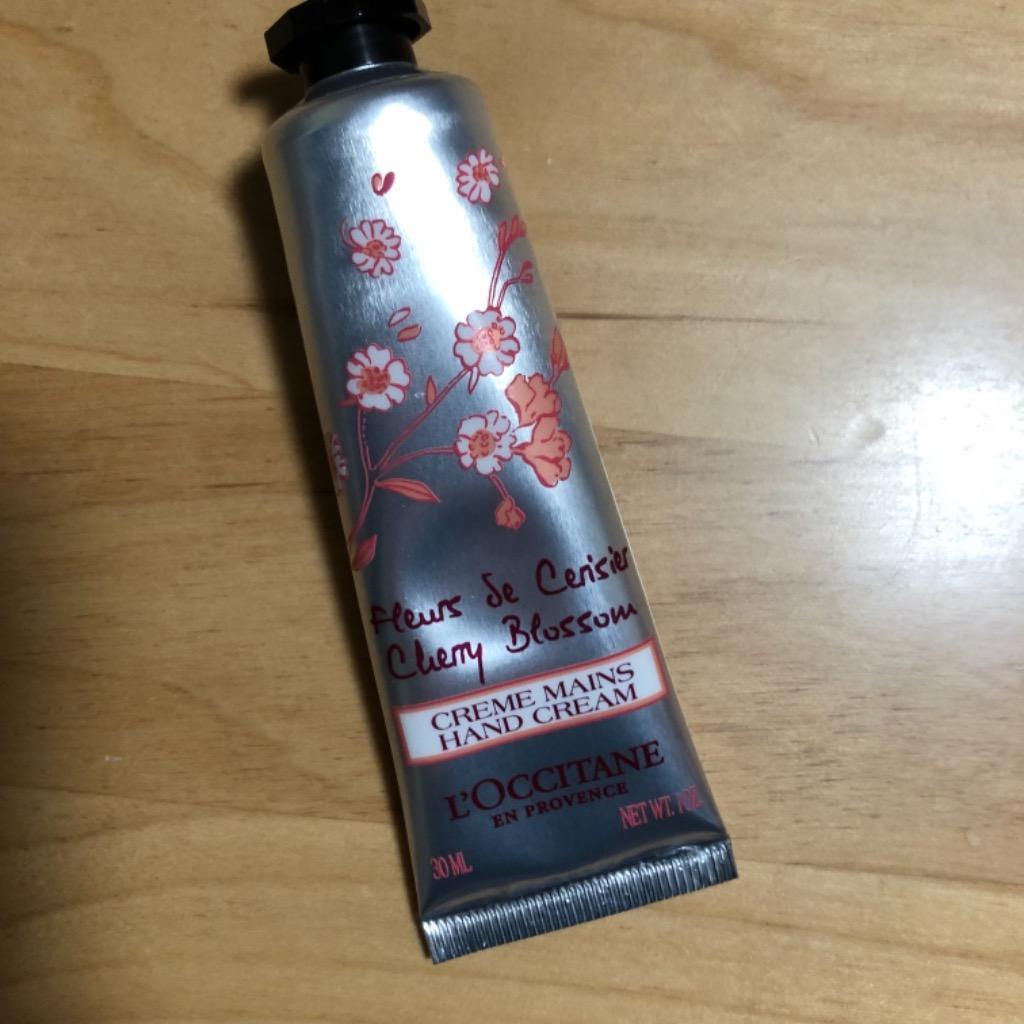 Fleurs de Cerisier
Cherry Blossom
CREME MAINS
HAND CREAM
L'OCCITANE
EN PROVENCE
30 ML
NET WT. 1 OZ.